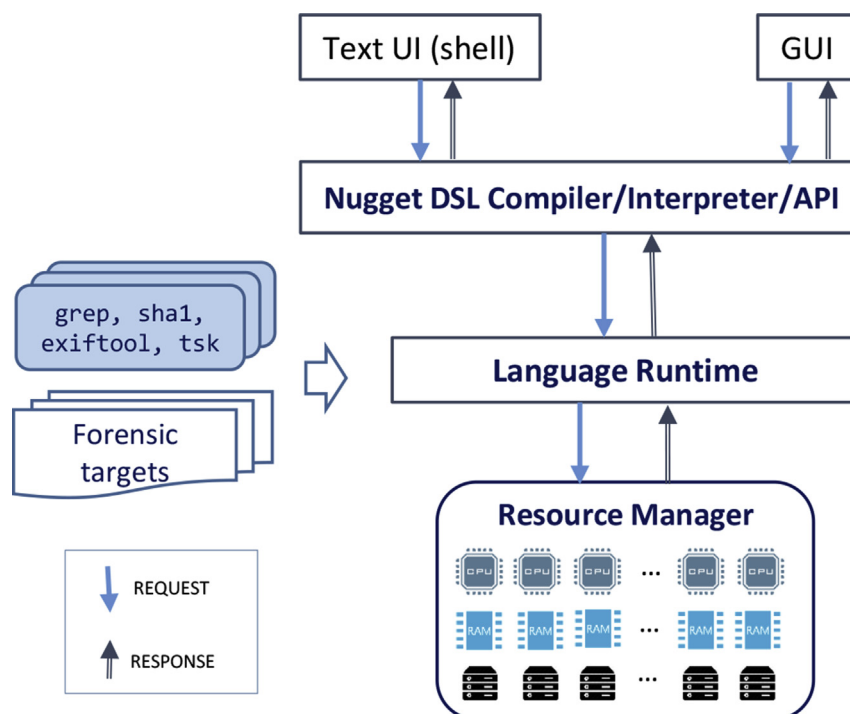 Text UI (shell)
GUI
Nugget DSL Compiler/Interpreter/API
grep, sha1,
exiftool, tsk
Language Runtime
Forensic
targets
Resource Manager
CPU CPU CPU ... CPU CPU
RAM RAM RAM ... RAM RAM
...
REQUEST
RESPONSE